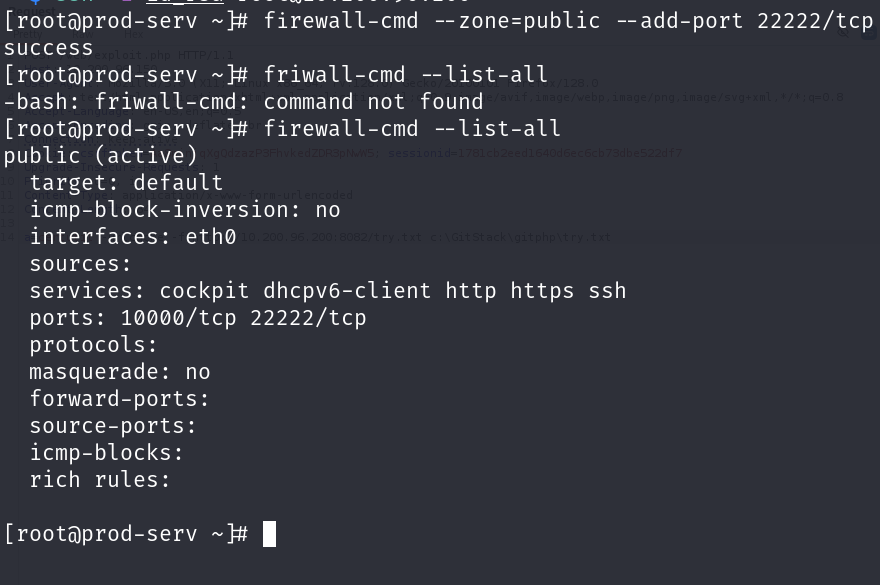 [root@prod-serv ~]# firewall-cmd --zone=public --add-port 22222/tcp
success
[root@prod-serv ~]# friwall-cmd --list-all
-bash: friwall-cmd: command not found
[root@prod-serv ~]# firewall-cmd --list-all
public (active)
target: default
icmp-block-inversion: no
interfaces: eth0
sources:
services: cockpit dhcpv6-client http https ssh
ports: 10000/tcp 22222/tcp
protocols:
masquerade: no
forward-ports:
source-ports:
icmp-blocks:
rich rules:
[root@prod-serv ~]#